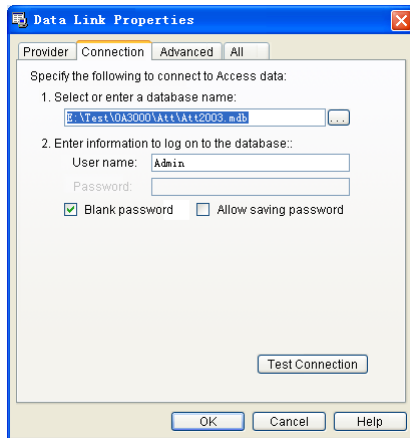 Data Link Properties
Provider Connection Advanced All
Specify the following to connect to Access data:
1. Select or enter a database name:
E:\Test\OA3000\Att\Att2003.mdb ...
2. Enter information to log on to the database::
User name: Admin
Password:
Blank password Allow saving password
Test Connection
OK Cancel Help